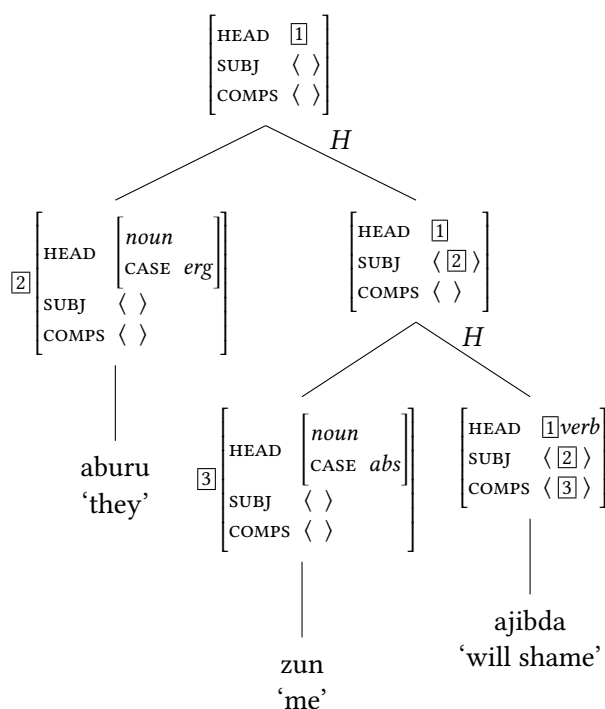 HEAD 1
SUBJ ⟨ ⟩
COMPS ⟨ ⟩
H
2
HEAD
noun
CASE erg
SUBJ ⟨ ⟩
COMPS ⟨ ⟩
HEAD 1
SUBJ ⟨ 2 ⟩
COMPS ⟨ ⟩
H
aburu
‘they’
3
HEAD
noun
CASE abs
SUBJ ⟨ ⟩
COMPS ⟨ ⟩
HEAD 1 verb
SUBJ ⟨ 2 ⟩
COMPS ⟨ 3 ⟩
zun
‘me’
ajibda
‘will shame’